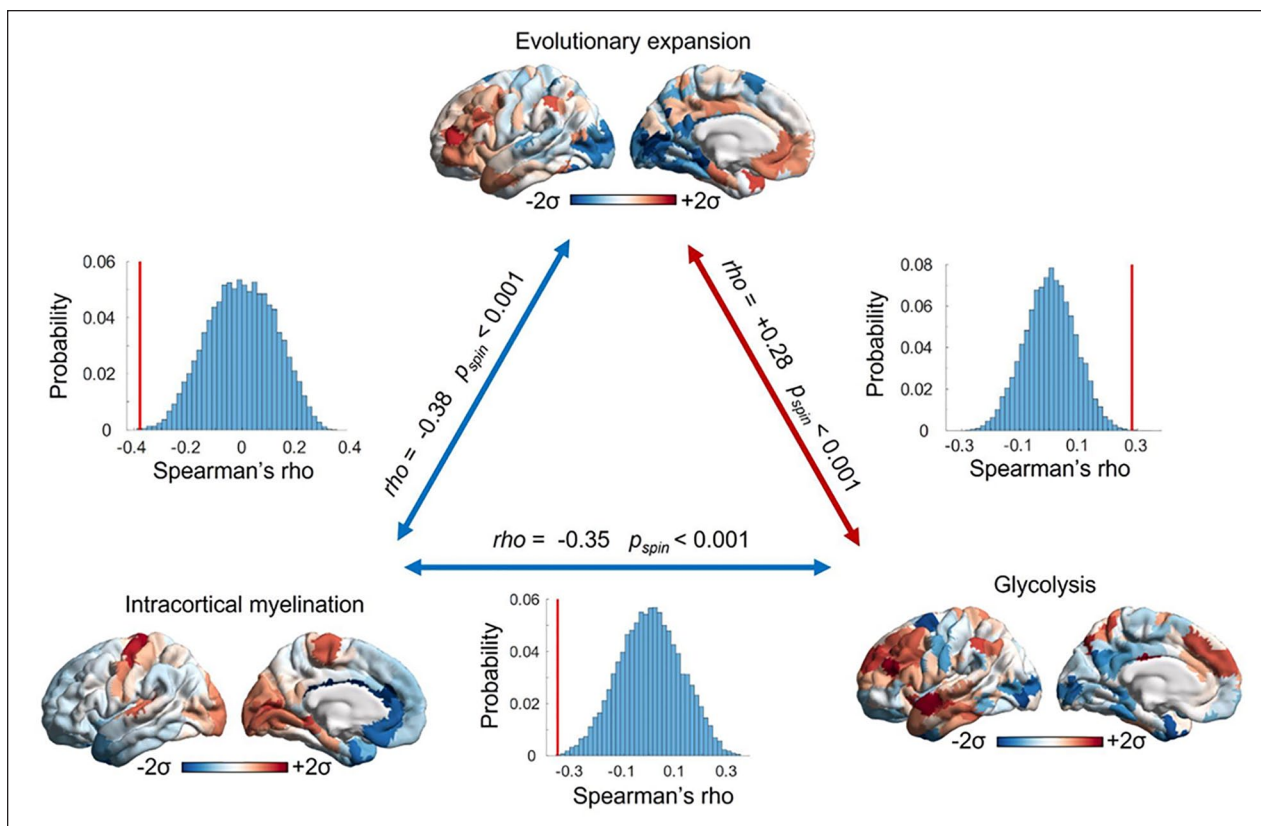 Evolutionary expansion
-2σ +2σ
0.06
0.04
0.02
0
Probability
-0.4 -0.2 0 0.2 0.4
Spearman's rho
rho = -0.38 p_spin < 0.001
rho = +0.28 p_spin < 0.001
0.08
0.06
0.04
0.02
0
Probability
-0.3 -0.1 0.1 0.3
Spearman's rho
rho = -0.35 p_spin < 0.001
Intracortical myelination
-2σ +2σ
0.06
0.04
0.02
0
Probability
-0.3 -0.1 0.1 0.3
Spearman's rho
Glycolysis
-2σ +2σ